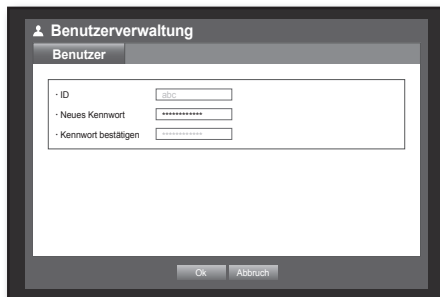 Benutzerverwaltung
Benutzer
· ID abc
· Neues Kennwort ************
· Kennwort bestätigen ************
Ok Abbruch